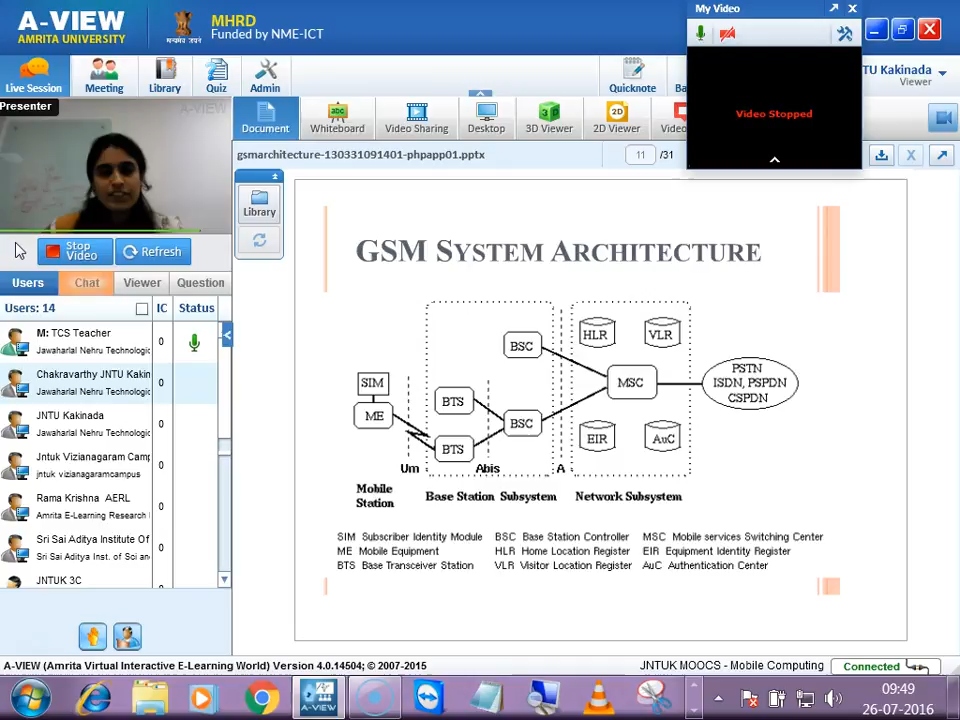 A-VIEW
AMRITA UNIVERSITY
MHRD
Funded by NME-ICT
My Video
Live Session
Meeting
Library
Quiz
Admin
Quicknote
TU Kakinada
Viewer
Video Stopped
Presenter
A-VIEW
Document
Whiteboard
Video Sharing
Desktop
3D Viewer
2D Viewer
2D
gsmarchitecture-130331091401-phpapp01.pptx
11 /31
Library
Stop Video
Refresh
Users
Chat
Viewer
Question
Users: 14
IC
Status
M: TCS Teacher
Jawaharlal Nehru Technologic
0
Chakravarthy JNTU Kakin
Jawaharlal Nehru Technologic
0
JNTU Kakinada
Jawaharlal Nehru Technologic
0
Jntuk Vizianagaram Camp
jntuk vizianagaramcampus
0
Rama Krishna AERL
Amrita E-Learning Research
0
Sri Sai Aditya Institute Of
Sri Sai Aditya Inst. of Sci an
0
JNTUK 3C
GSM SYSTEM ARCHITECTURE
SIM
ME
BTS
BTS
BSC
BSC
HLR
VLR
MSC
EIR
AuC
PSTN
ISDN, PSPDN
CSPDN
Um
Abis
A
Mobile
Station
Base Station Subsystem
Network Subsystem
SIM Subscriber Identity Module BSC Base Station Controller MSC Mobile services Switching Center
ME Mobile Equipment HLR Home Location Register EIR Equipment Identity Register
BTS Base Transceiver Station VLR Visitor Location Register AuC Authentication Center
A-VIEW (Amrita Virtual Interactive E-Learning World) Version 4.0.14504; © 2007-2015
JNTUK MOOCS - Mobile Computing
Connected
A-VIEW
09:49
26-07-2016